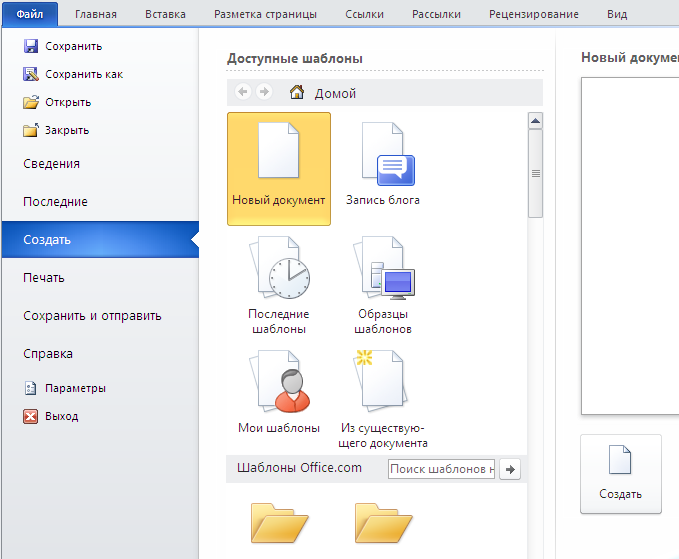 Файл Главная Вставка Разметка страницы Ссылки Рассылки Рецензирование Вид
Сохранить
Сохранить как
Открыть
Закрыть
Сведения
Последние
Создать
Печать
Сохранить и отправить
Справка
Параметры
Выход
Доступные шаблоны
Домой
Новый документ
Запись блога
Последние
шаблоны
Образцы
шаблонов
Мои шаблоны
Из существую-
щего документа
Шаблоны Office.com
Поиск шаблонов н
Новый докумен
Создать